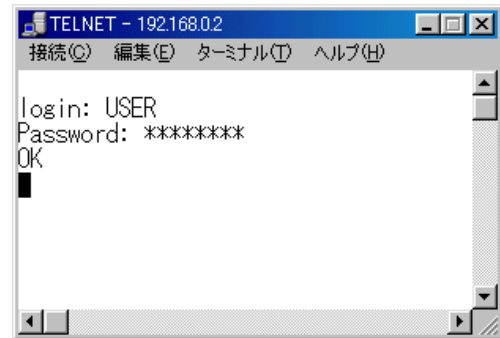 TELNET - 192.168.0.2
接続(C) 編集(E) ターミナル(T) ヘルプ(H)
login: USER
Password: ********
OK